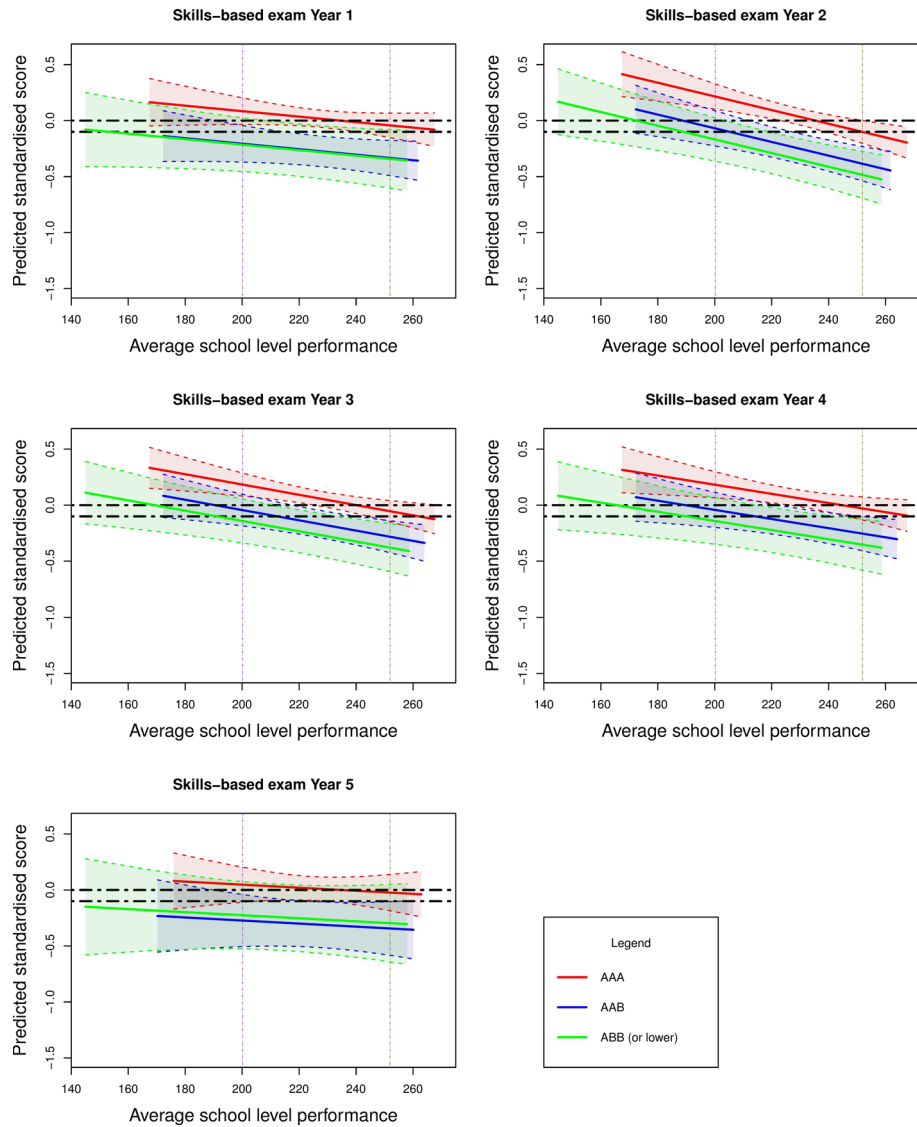 Skills−based exam Year 1
Predicted standardised score
0.5
0.0
−0.5
−1.0
−1.5
140 160 180 200 220 240 260
Average school level performance
Skills−based exam Year 2
Predicted standardised score
0.5
0.0
−0.5
−1.0
−1.5
140 160 180 200 220 240 260
Average school level performance
Skills−based exam Year 3
Predicted standardised score
0.5
0.0
−0.5
−1.0
−1.5
140 160 180 200 220 240 260
Average school level performance
Skills−based exam Year 4
Predicted standardised score
0.5
0.0
−0.5
−1.0
−1.5
140 160 180 200 220 240 260
Average school level performance
Skills−based exam Year 5
Predicted standardised score
0.5
0.0
−0.5
−1.0
−1.5
140 160 180 200 220 240 260
Average school level performance
Legend
AAA
AAB
ABB (or lower)